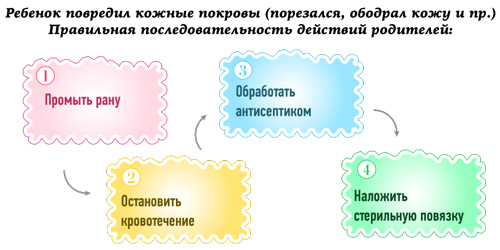 Ребенок повредил кожные покровы (порезался, ободрал кожу и пр.)
Правильная последовательность действий родителей:
1
Промыть рану
2
Остановить
кровотечение
3
Обработать
антисептиком
4
Наложить
стерильную повязку